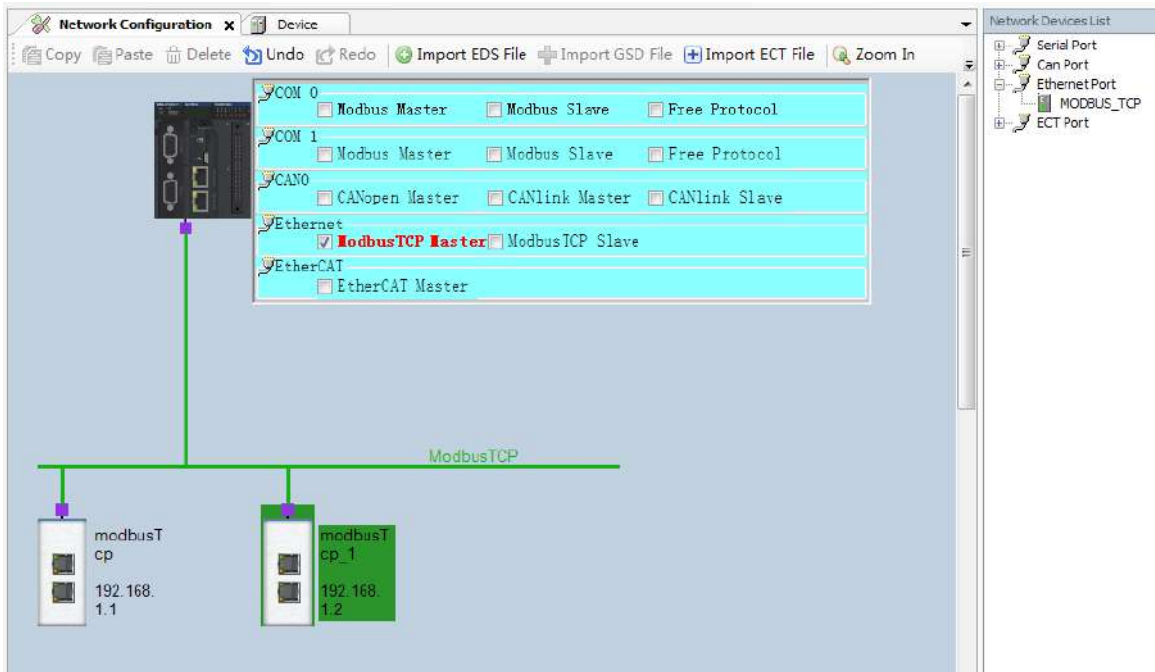 Network Configuration x Device
Copy Paste Delete Undo Redo Import EDS File Import GSD File Import ECT File Zoom In
COM 0
Modbus Master Modbus Slave Free Protocol
COM 1
Modbus Master Modbus Slave Free Protocol
CAN0
CANopen Master CANlink Master CANlink Slave
Ethernet
ModbusTCP Master ModbusTCP Slave
EtherCAT
EtherCAT Master
ModbusTCP
modbusT
cp
192.168.
1.1
modbusT
cp_1
192.168.
1.2
Network Devices List
Serial Port
Can Port
Ethernet Port
MODBUS_TCP
ECT Port